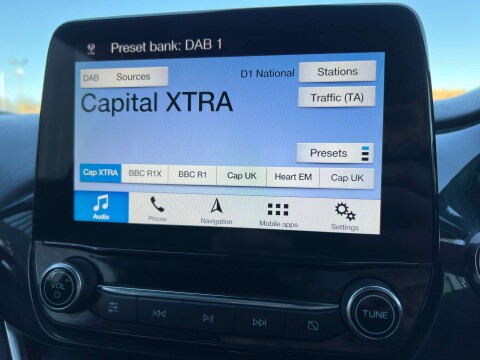 Preset bank: DAB 1
DAB Sources D1 National Stations
Capital XTRA
Traffic (TA)
Presets
Cap XTRA BBC R1X BBC R1 Cap UK Heart EM Cap UK
Audio Phone Navigation Mobile apps Settings
VOL
TUNE